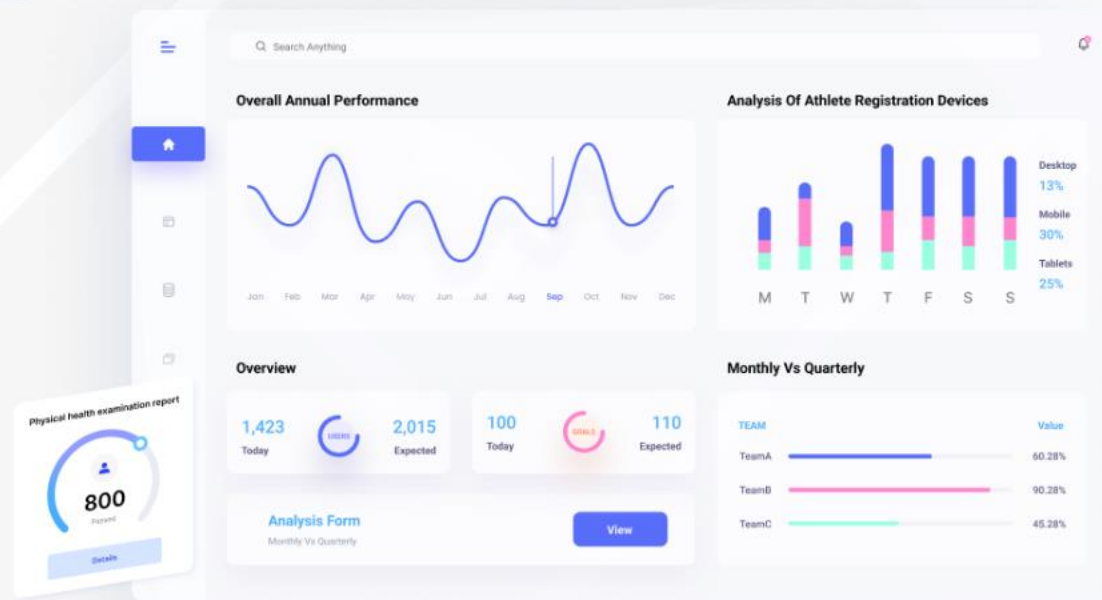 Search Anything
Overall Annual Performance
Jan Feb Mar Apr May Jun Jul Aug Sep Oct Nov Dec
Analysis Of Athlete Registration Devices
Desktop
13%
Mobile
30%
Tablets
25%
M T W T F S S
Overview
1,423
Today
USERS
2,015
Expected
100
Today
GOALS
110
Expected
Analysis Form
Monthly Vs Quarterly
View
Monthly Vs Quarterly
TEAM Value
TeamA 60.28%
TeamB 90.28%
TeamC 45.28%
Physical health examination report
800
Details